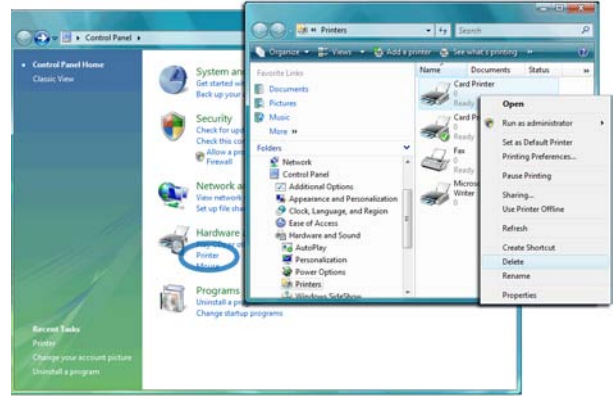 Control Panel
Control Panel Home
Classic View
System and
Get started wi
Back up your
Security
Check for upd
Check this co
Allow a pro
Firewall
Network a
View network
Set up file sha
Hardware a
Play CDs or o
Printer
Mouse
Programs
Uninstall a pr
Change startup programs
Recent Tasks
Printer
Change your account picture
Uninstall a program
Printers
Search
Organize
Views
Add a printer
See what's printing
Favorite Links
Documents
Pictures
Music
More
Folders
Network
Control Panel
Additional Options
Appearance and Personalization
Clock, Language, and Region
Ease of Access
Hardware and Sound
AutoPlay
Personalization
Power Options
Printers
Windows SideShow
Name Documents Status
Card Printer
0
Ready
Card P
0
Ready
Fax
0
Ready
Micros
Writer
0
Ready
Open
Run as administrator
Set as Default Printer
Printing Preferences...
Pause Printing
Sharing...
Use Printer Offline
Refresh
Create Shortcut
Delete
Rename
Properties